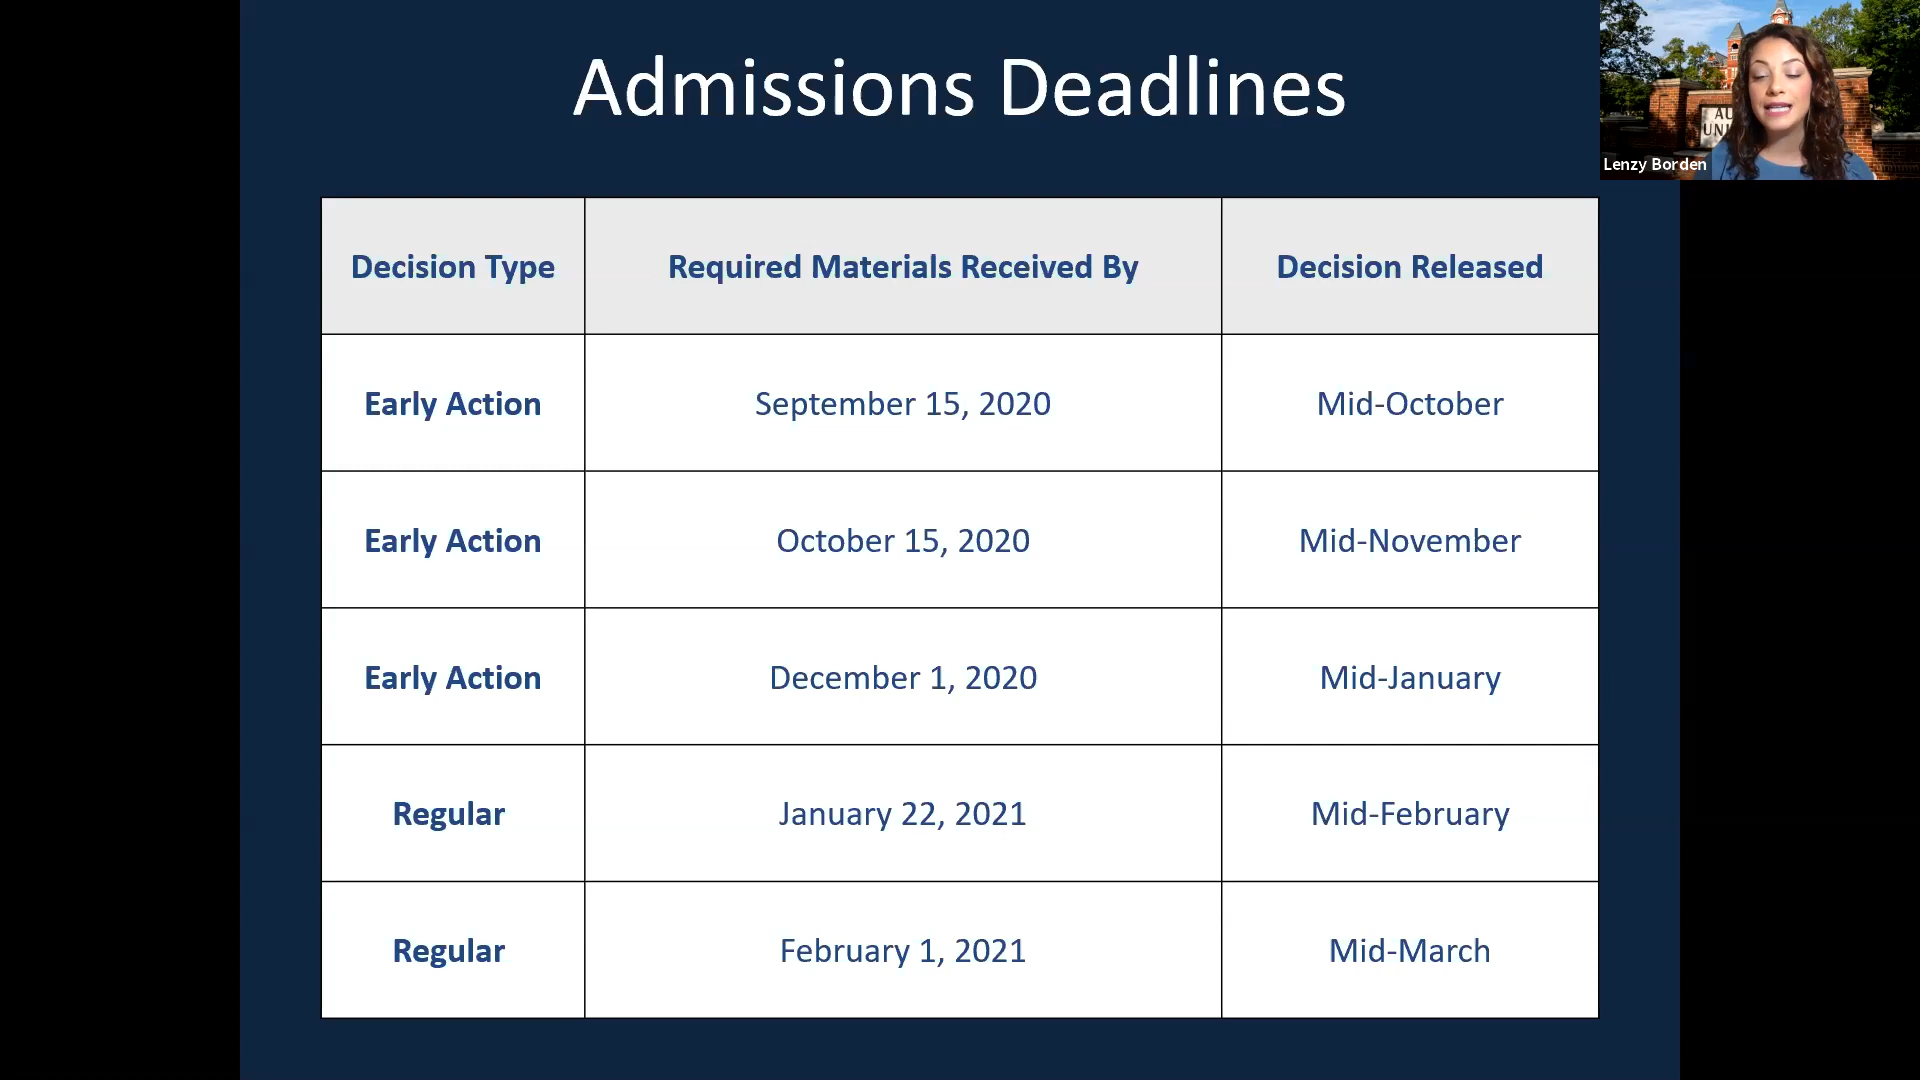 Admissions Deadlines
AU
UNI
Lenzy Borden
Decision Type Required Materials Received By Decision Released
Early Action September 15, 2020 Mid-October
Early Action October 15, 2020 Mid-November
Early Action December 1, 2020 Mid-January
Regular January 22, 2021 Mid-February
Regular February 1, 2021 Mid-March